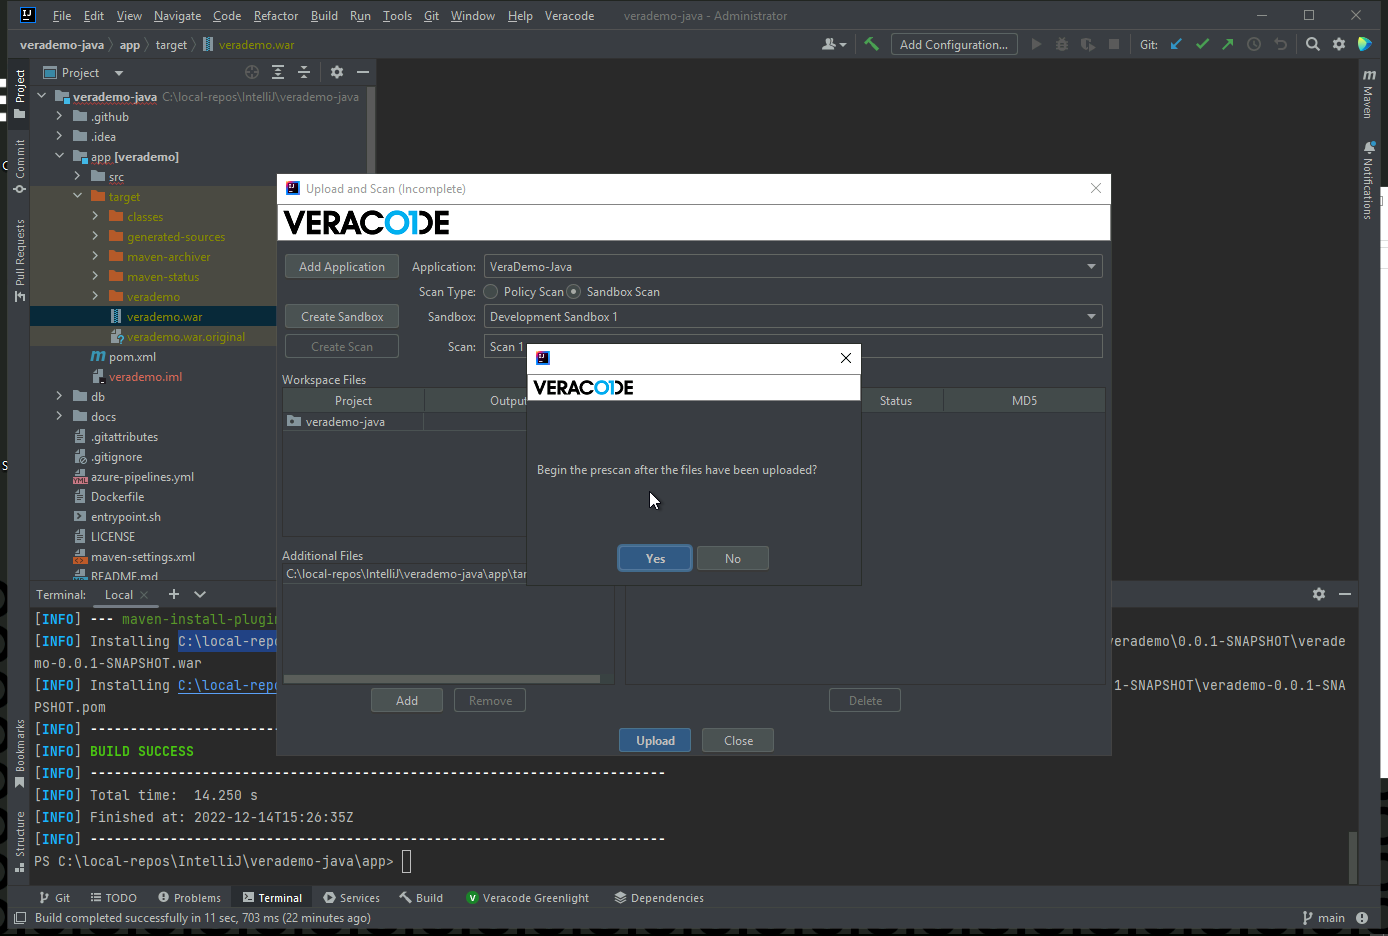 File Edit View Navigate Code Refactor Build Run Tools Git Window Help Veracode verademo-java - Administrator
verademo-java app target verademo.war Add Configuration... Git:
Project
verademo-java C:\local-repos\IntelliJ\verademo-java
.github
.idea
app [verademo]
src
target
classes
generated-sources
maven-archiver
maven-status
verademo
verademo.war
verademo.war.original
pom.xml
verademo.iml
db
docs
.gitattributes
.gitignore
azure-pipelines.yml
Dockerfile
entrypoint.sh
LICENSE
maven-settings.xml
README.md
Project
Commit
Pull Requests
Bookmarks
Structure
Maven
Notifications
Upload and Scan (Incomplete)
VERACODE
Add Application Application: VeraDemo-Java
Scan Type: Policy Scan Sandbox Scan
Create Sandbox Sandbox: Development Sandbox 1
Create Scan Scan: Scan 1
Workspace Files
Project Output Status MD5
verademo-java
Additional Files
C:\local-repos\IntelliJ\verademo-java\app\tar
Add Remove Delete
Upload Close
VERACODE
Begin the prescan after the files have been uploaded?
Yes No
Terminal: Local
[INFO] --- maven-install-plugin
[INFO] Installing C:\local-repo erademo\0.0.1-SNAPSHOT\verade
mo-0.0.1-SNAPSHOT.war
[INFO] Installing C:\local-repo 1-SNAPSHOT\verademo-0.0.1-SNA
PSHOT.pom
[INFO] ------------------------
[INFO] BUILD SUCCESS
[INFO] ------------------------------------------------------------------------
[INFO] Total time:  14.250 s
[INFO] Finished at: 2022-12-14T15:26:35Z
[INFO] ------------------------------------------------------------------------
PS C:\local-repos\IntelliJ\verademo-java\app>
Git TODO Problems Terminal Services Build Veracode Greenlight Dependencies
Build completed successfully in 11 sec, 703 ms (22 minutes ago) main